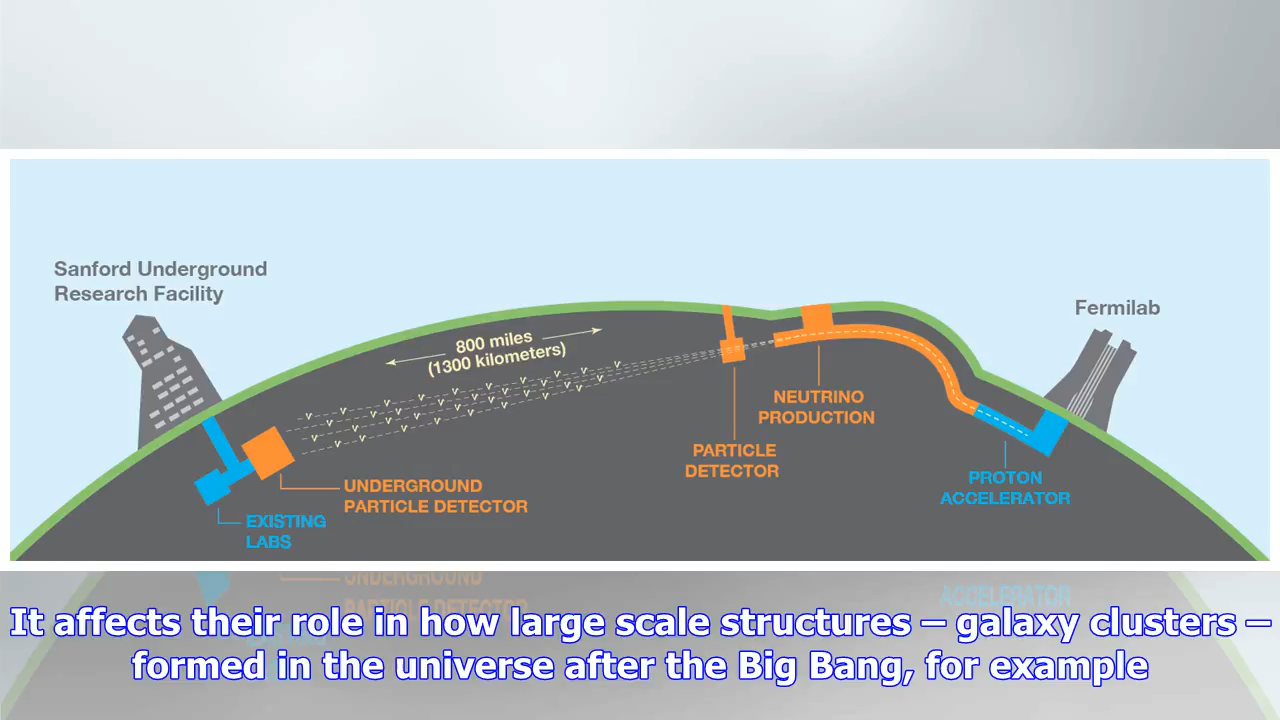 Sanford Underground
Research Facility
Fermilab
800 miles
(1300 kilometers)
NEUTRINO
PRODUCTION
PARTICLE
DETECTOR
PROTON
ACCELERATOR
UNDERGROUND
PARTICLE DETECTOR
EXISTING
LABS
It affects their role in how large scale structures – galaxy clusters –
formed in the universe after the Big Bang, for example